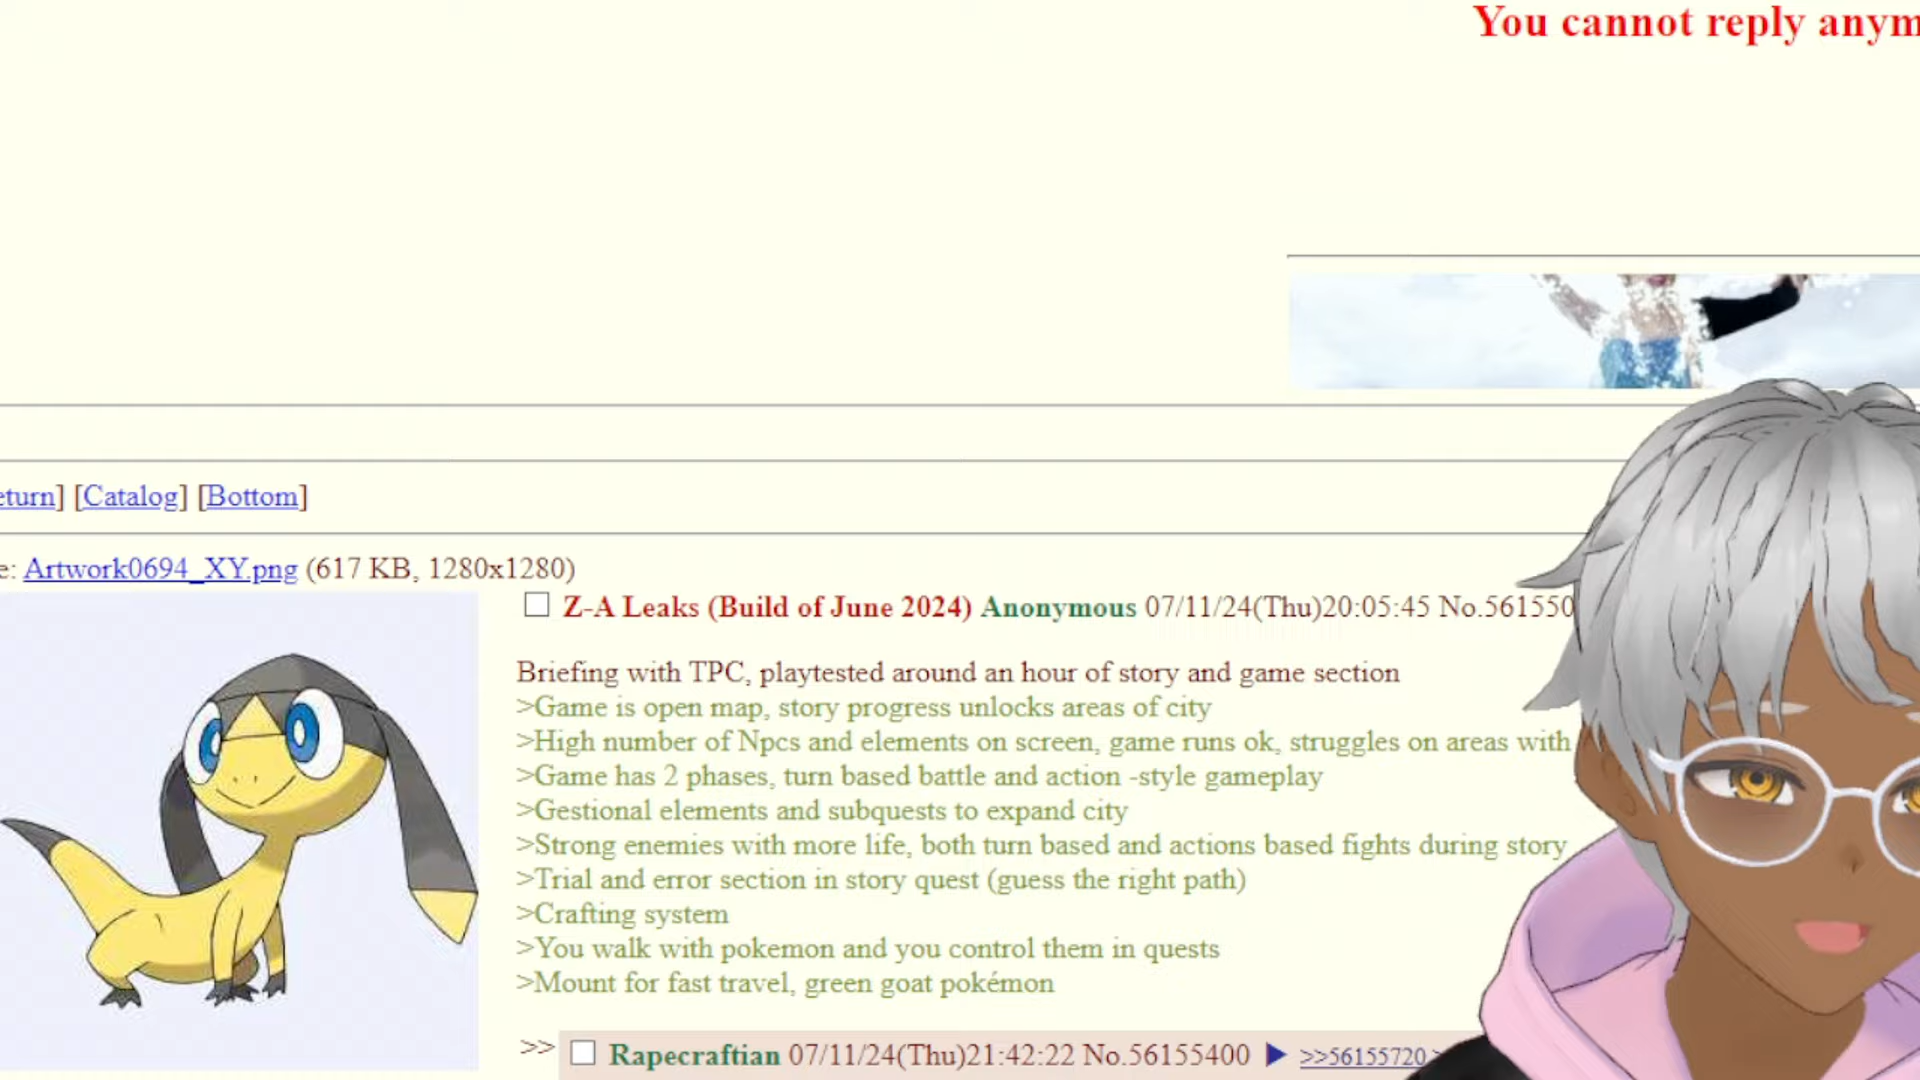 You cannot reply
eturn] [Catalog] [Bottom]
e: Artwork0694_XY.png (617 KB, 1280x1280)
Z-A Leaks (Build of June 2024) Anonymous 07/11/24(Thu)20:05:45 No.561550
Briefing with TPC, playtested around an hour of story and game section
>Game is open map, story progress unlocks areas of city
>High number of Npcs and elements on screen, game runs ok, struggles on areas with
>Game has 2 phases, turn based battle and action -style gameplay
>Gestional elements and subquests to expand city
>Strong enemies with more life, both turn based and actions based fights during story
>Trial and error section in story quest (guess the right path)
>Crafting system
>You walk with pokemon and you control them in quests
>Mount for fast travel, green goat pokémon
>> Rapecraftian 07/11/24(Thu)21:42:22 No.56155400 ▶ >>56155720